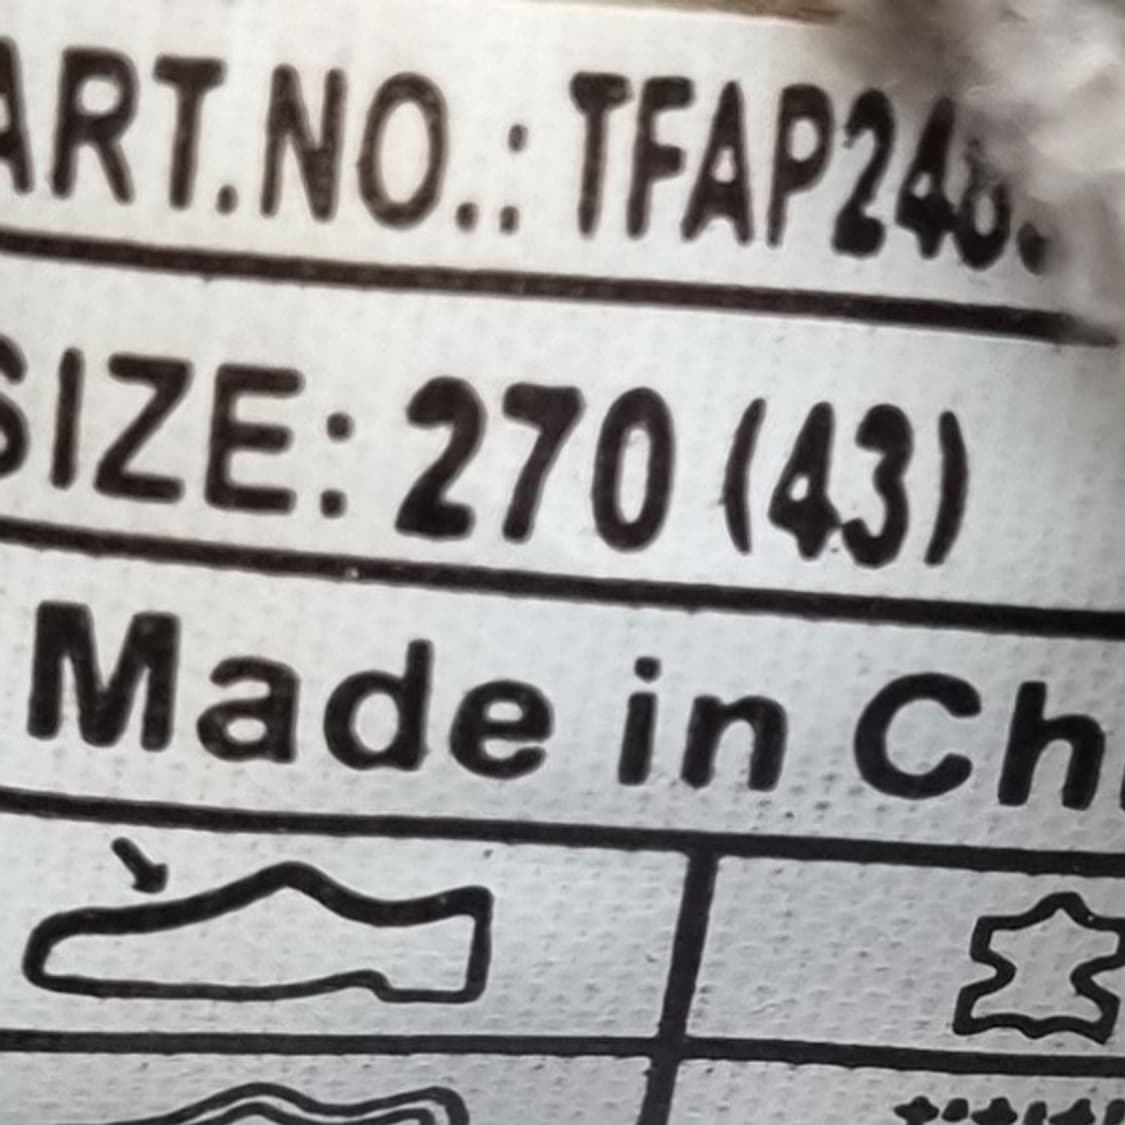 ART.NO.: TFAP24
SIZE: 270 (43)
Made in Ch